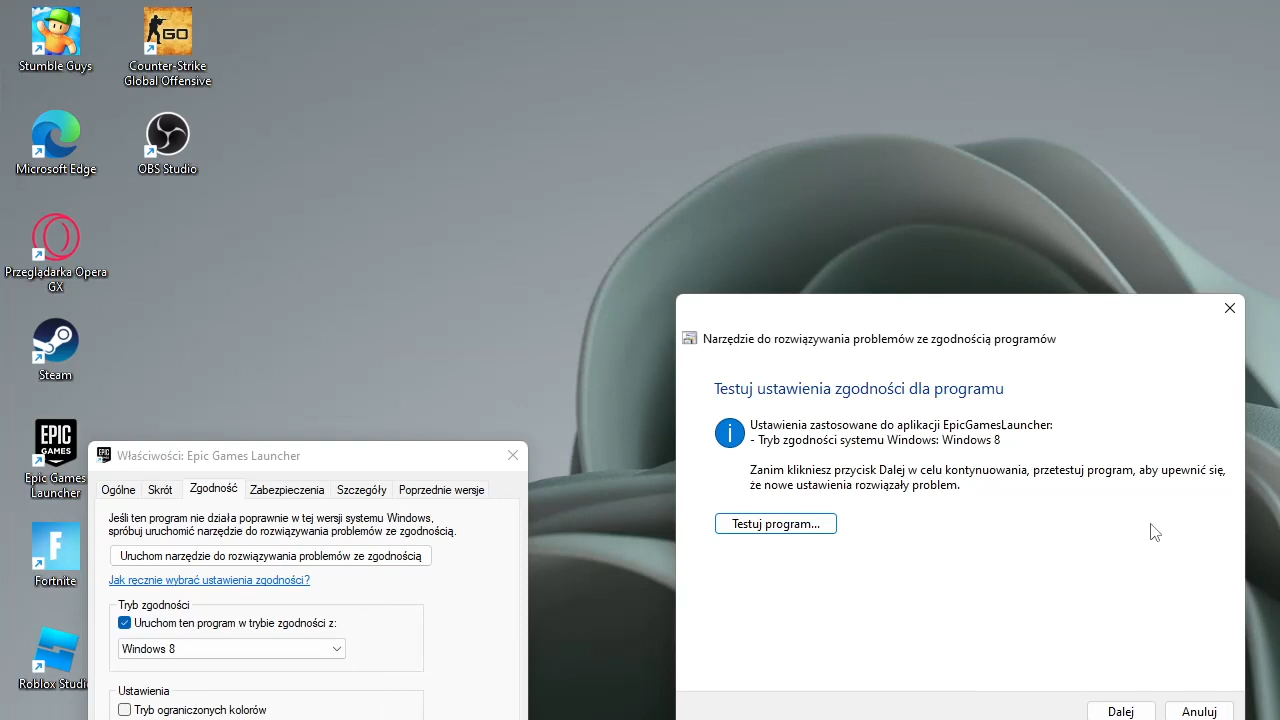 Stumble Guys
GO
Counter-Strike
Global Offensive
Microsoft Edge
OBS Studio
Przeglądarka Opera
GX
Steam
EPIC
GAMES
Epic Games
Launcher
F
Fortnite
Roblox Studi
Właściwości: Epic Games Launcher
Ogólne Skrót Zgodność Zabezpieczenia Szczegóły Poprzednie wersje
Jeśli ten program nie działa poprawnie w tej wersji systemu Windows,
spróbuj uruchomić narzędzie do rozwiązywania problemów ze zgodnością.
Uruchom narzędzie do rozwiązywania problemów ze zgodnością
Jak ręcznie wybrać ustawienia zgodności?
Tryb zgodności
Uruchom ten program w trybie zgodności z:
Windows 8
Ustawienia
Tryb ograniczonych kolorów
Narzędzie do rozwiązywania problemów ze zgodnością programów
Testuj ustawienia zgodności dla programu
Ustawienia zastosowane do aplikacji EpicGamesLauncher:
- Tryb zgodności systemu Windows: Windows 8
Zanim klikniesz przycisk Dalej w celu kontynuowania, przetestuj program, aby upewnić się,
że nowe ustawienia rozwiązały problem.
Testuj program...
Dalej Anuluj